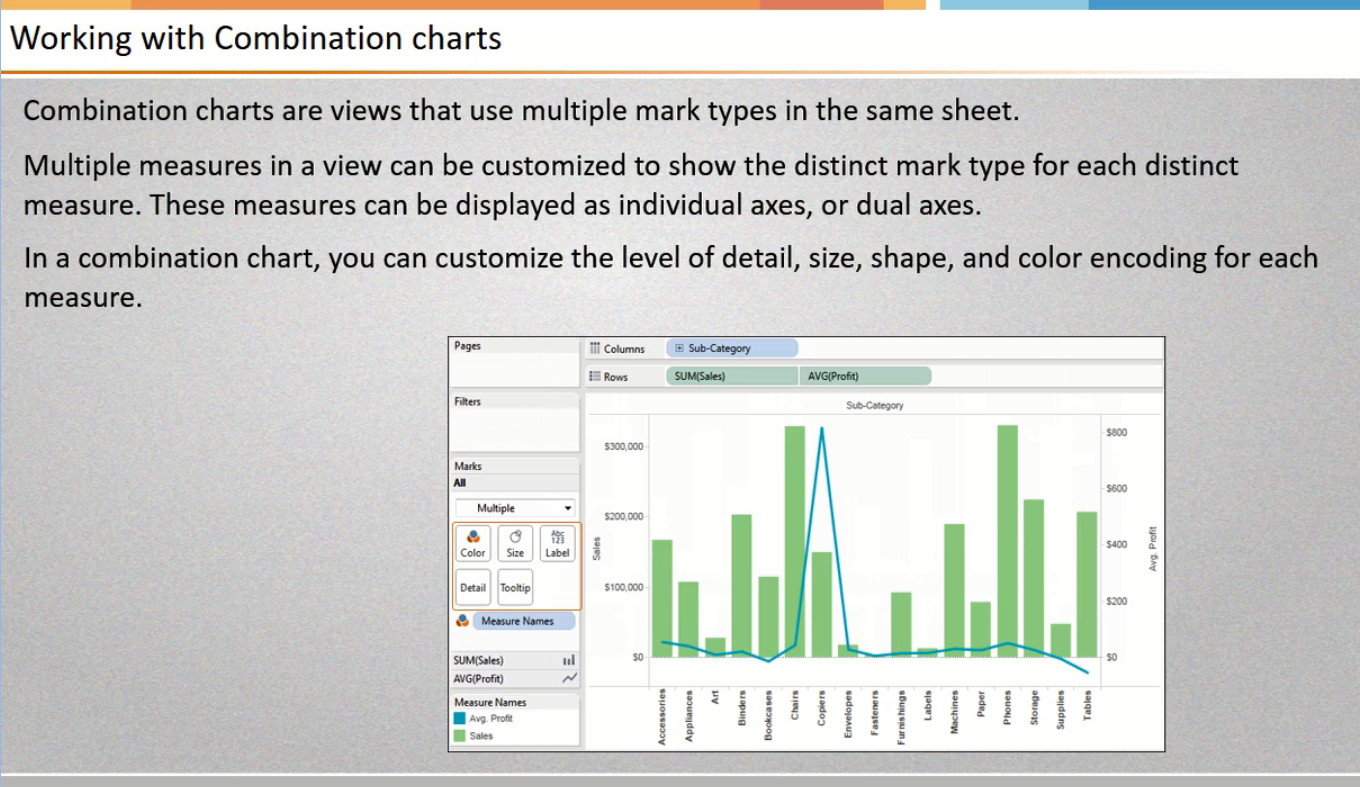 Working with Combination charts
Combination charts are views that use multiple mark types in the same sheet.
Multiple measures in a view can be customized to show the distinct mark type for each distinct
measure. These measures can be displayed as individual axes, or dual axes.
In a combination chart, you can customize the level of detail, size, shape, and color encoding for each
measure.
Pages
Columns
Sub-Category
Rows
SUM(Sales)
AVG(Profit)
Filters
Marks
All
Multiple
Color
Size
Abc
123
Label
Detail
Tooltip
Measure Names
SUM(Sales)
AVG(Profit)
Measure Names
Avg. Profit
Sales
Sub-Category
$300,000
$200,000
$100,000
$0
Sales
$800
$600
$400
$200
$0
Avg. Profit
Accessories
Appliances
Art
Binders
Bookcases
Chairs
Copiers
Envelopes
Fasteners
Furnishings
Labels
Machines
Paper
Phones
Storage
Supplies
Tables